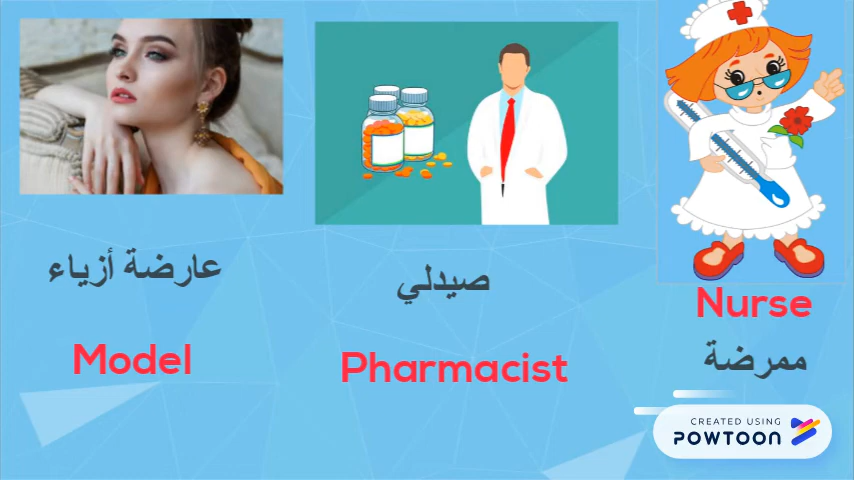 عارضة أزياء
Model
صيدلي
Pharmacist
Nurse
ممرضة
CREATED USING
POWTOON